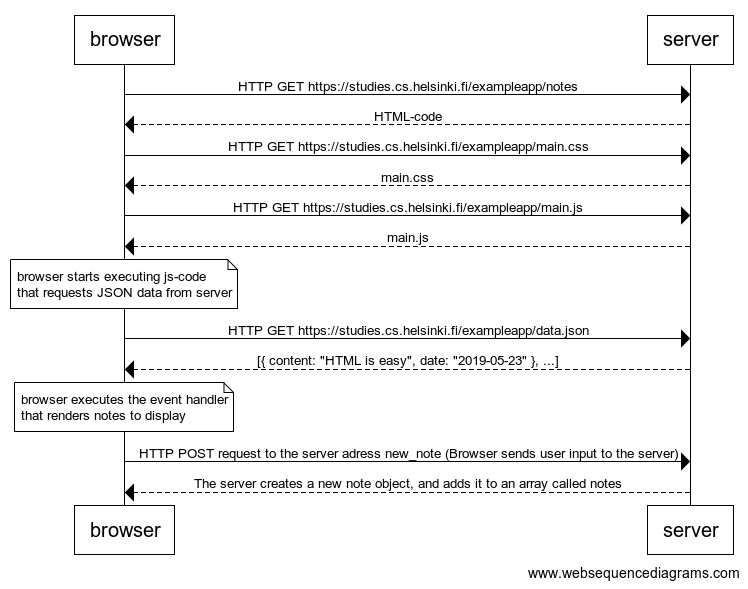 browser
server
HTTP GET https://studies.cs.helsinki.fi/exampleapp/notes
HTML-code
HTTP GET https://studies.cs.helsinki.fi/exampleapp/main.css
main.css
HTTP GET https://studies.cs.helsinki.fi/exampleapp/main.js
main.js
browser starts executing js-code
that requests JSON data from server
HTTP GET https://studies.cs.helsinki.fi/exampleapp/data.json
[{ content: "HTML is easy", date: "2019-05-23" }, ...]
browser executes the event handler
that renders notes to display
HTTP POST request to the server adress new_note (Browser sends user input to the server)
The server creates a new note object, and adds it to an array called notes
browser
server
www.websequencediagrams.com